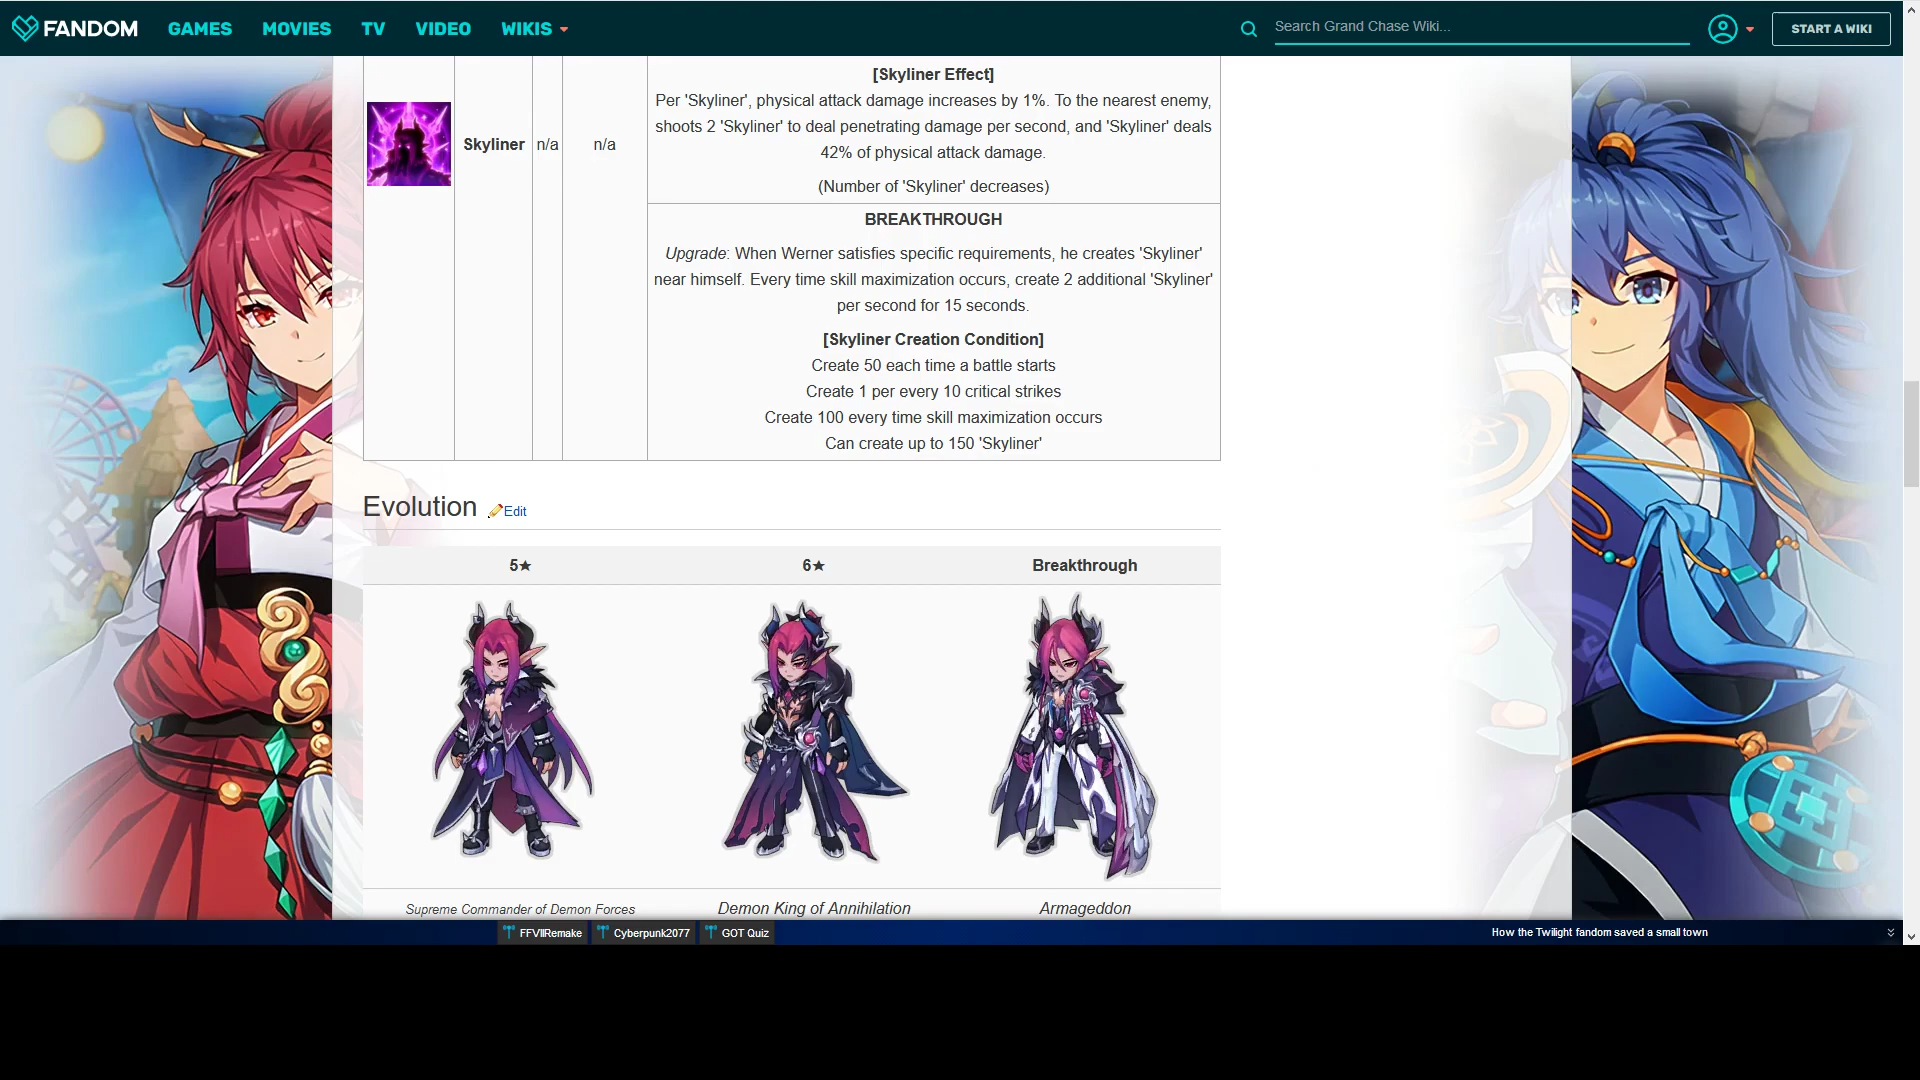 FANDOM GAMES MOVIES TV VIDEO WIKIS Search Grand Chase Wiki... START A WIKI
[Skyliner Effect]
Per 'Skyliner', physical attack damage increases by 1%. To the nearest enemy,
shoots 2 'Skyliner' to deal penetrating damage per second, and 'Skyliner' deals
42% of physical attack damage.
(Number of 'Skyliner' decreases)
Skyliner n/a n/a
BREAKTHROUGH
Upgrade: When Werner satisfies specific requirements, he creates 'Skyliner'
near himself. Every time skill maximization occurs, create 2 additional 'Skyliner'
per second for 15 seconds.
[Skyliner Creation Condition]
Create 50 each time a battle starts
Create 1 per every 10 critical strikes
Create 100 every time skill maximization occurs
Can create up to 150 'Skyliner'
Evolution Edit
5★ 6★ Breakthrough
Supreme Commander of Demon Forces Demon King of Annihilation Armageddon
FFVIIRemake Cyberpunk2077 GOT Quiz How the Twilight fandom saved a small town